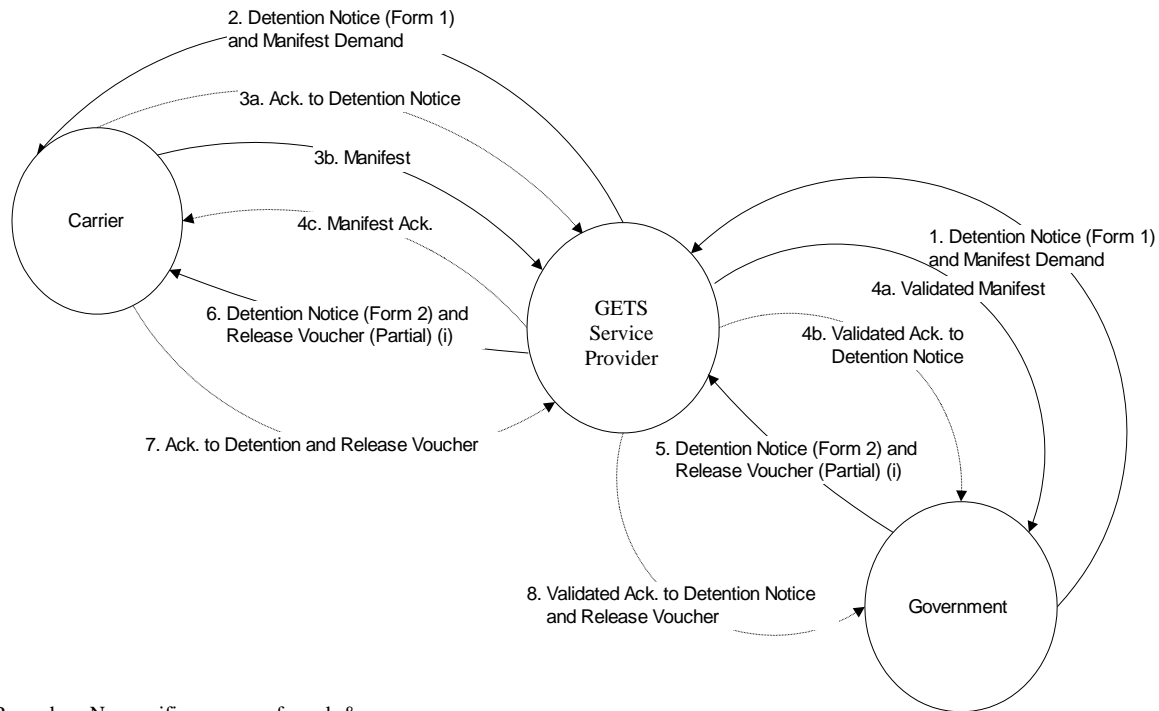 2. Detention Notice (Form 1)
and Manifest Demand
3a. Ack. to Detention Notice
3b. Manifest
Carrier
4c. Manifest Ack.
1. Detention Notice (Form 1)
and Manifest Demand
4a. Validated Manifest
GETS
Service
Provider
6. Detention Notice (Form 2) and
Release Voucher (Partial) (i)
4b. Validated Ack. to
Detention Notice
7. Ack. to Detention and Release Voucher
5. Detention Notice (Form 2) and
Release Voucher (Partial) (i)
8. Validated Ack. to Detention Notice
and Release Voucher
Government